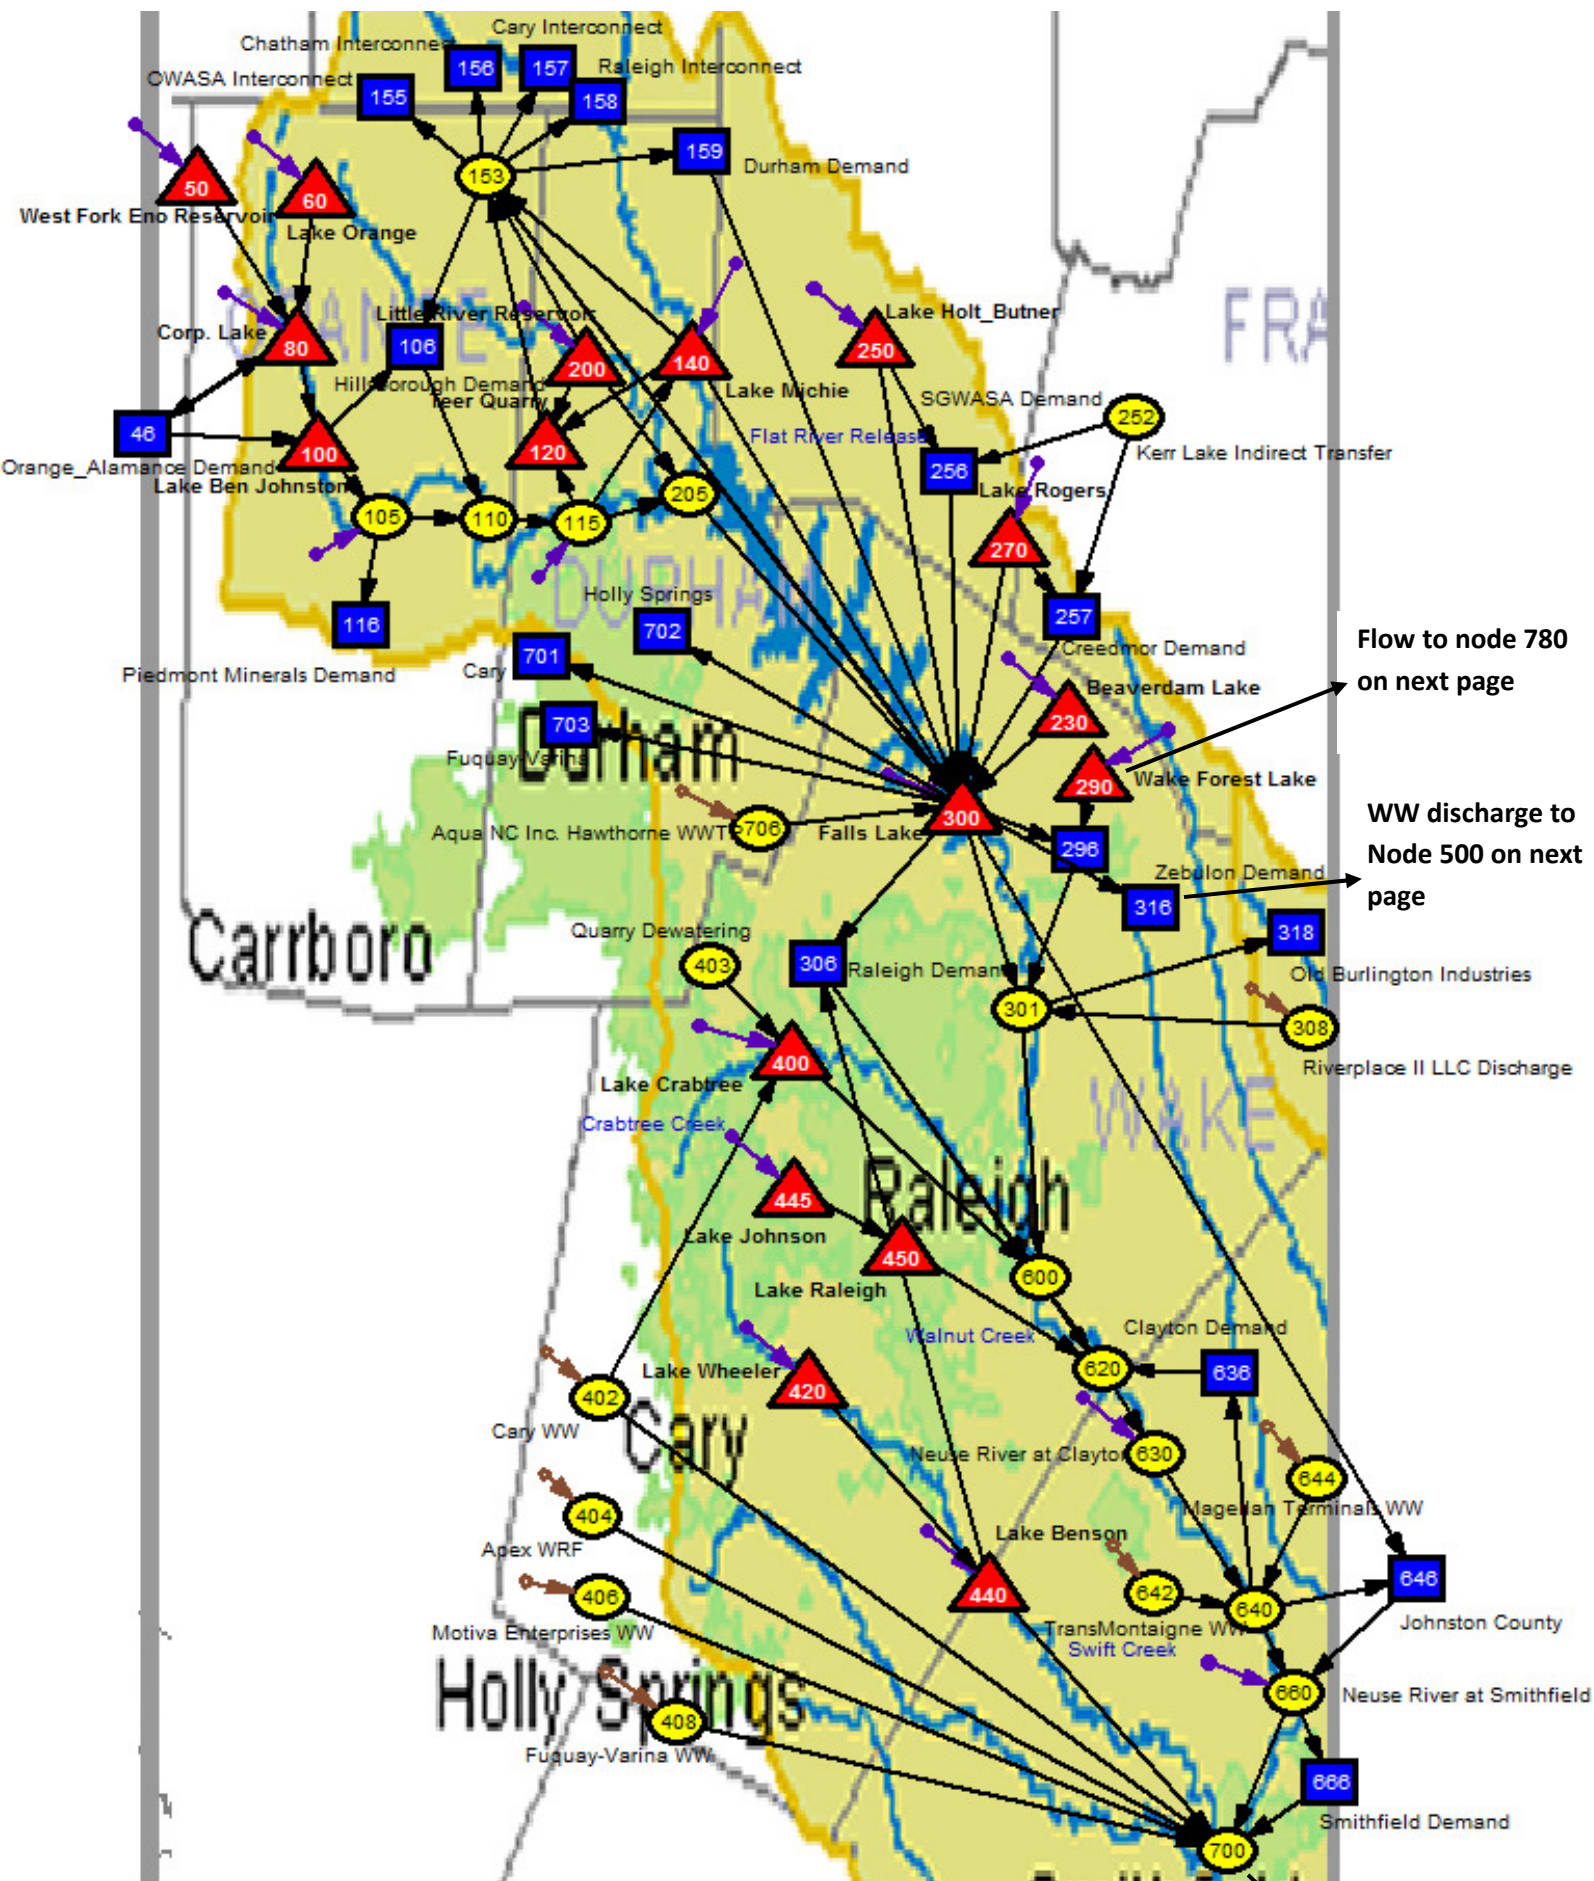 Cary Interconnect
Chatham Interconnect
OWASA Interconnect
Raleigh Interconnect
155
156
157
158
159
Durham Demand
153
50
60
West Fork Eno Reservoir
Lake Orange
Corp. Lake
80
ORANGE
Little River Reservoir
106
200
140
Lake Holt_Butner
250
FRA
Hillsborough Demand
Teer Quarry
Lake Michie
SGWASA Demand
252
46
Orange_Alamance Demand
100
120
Flat River Release
256
Kerr Lake Indirect Transfer
Lake Ben Johnston
Lake Rogers
105
110
115
205
270
DURHAM
116
Holly Springs
702
257
Creedmor Demand
Piedmont Minerals Demand
Cary
701
Beaverdam Lake
230
Flow to node 780
on next page
703
Durham
Fuquay-Varina
290
Wake Forest Lake
Aqua NC Inc. Hawthorne WWT
706
Falls Lake
300
296
WW discharge to
Node 500 on next
page
Zebulon Demand
316
Carrboro
Quarry Dewatering
403
306
Raleigh Deman
318
Old Burlington Industries
301
308
Riverplace II LLC Discharge
400
Lake Crabtree
Crabtree Creek
WAKE
Raleigh
445
Lake Johnson
450
Lake Raleigh
600
Walnut Creek
Clayton Demand
Lake Wheeler
420
620
636
402
Cary WW
Cary
Neuse River at Clayto
630
644
Magellan Terminals WW
404
Apex WRF
Lake Benson
406
Motiva Enterprises WW
440
642
640
646
TransMontaigne WW
Swift Creek
Johnston County
Holly Springs
660
Neuse River at Smithfield
408
Fuquay-Varina WW
666
Smithfield Demand
700